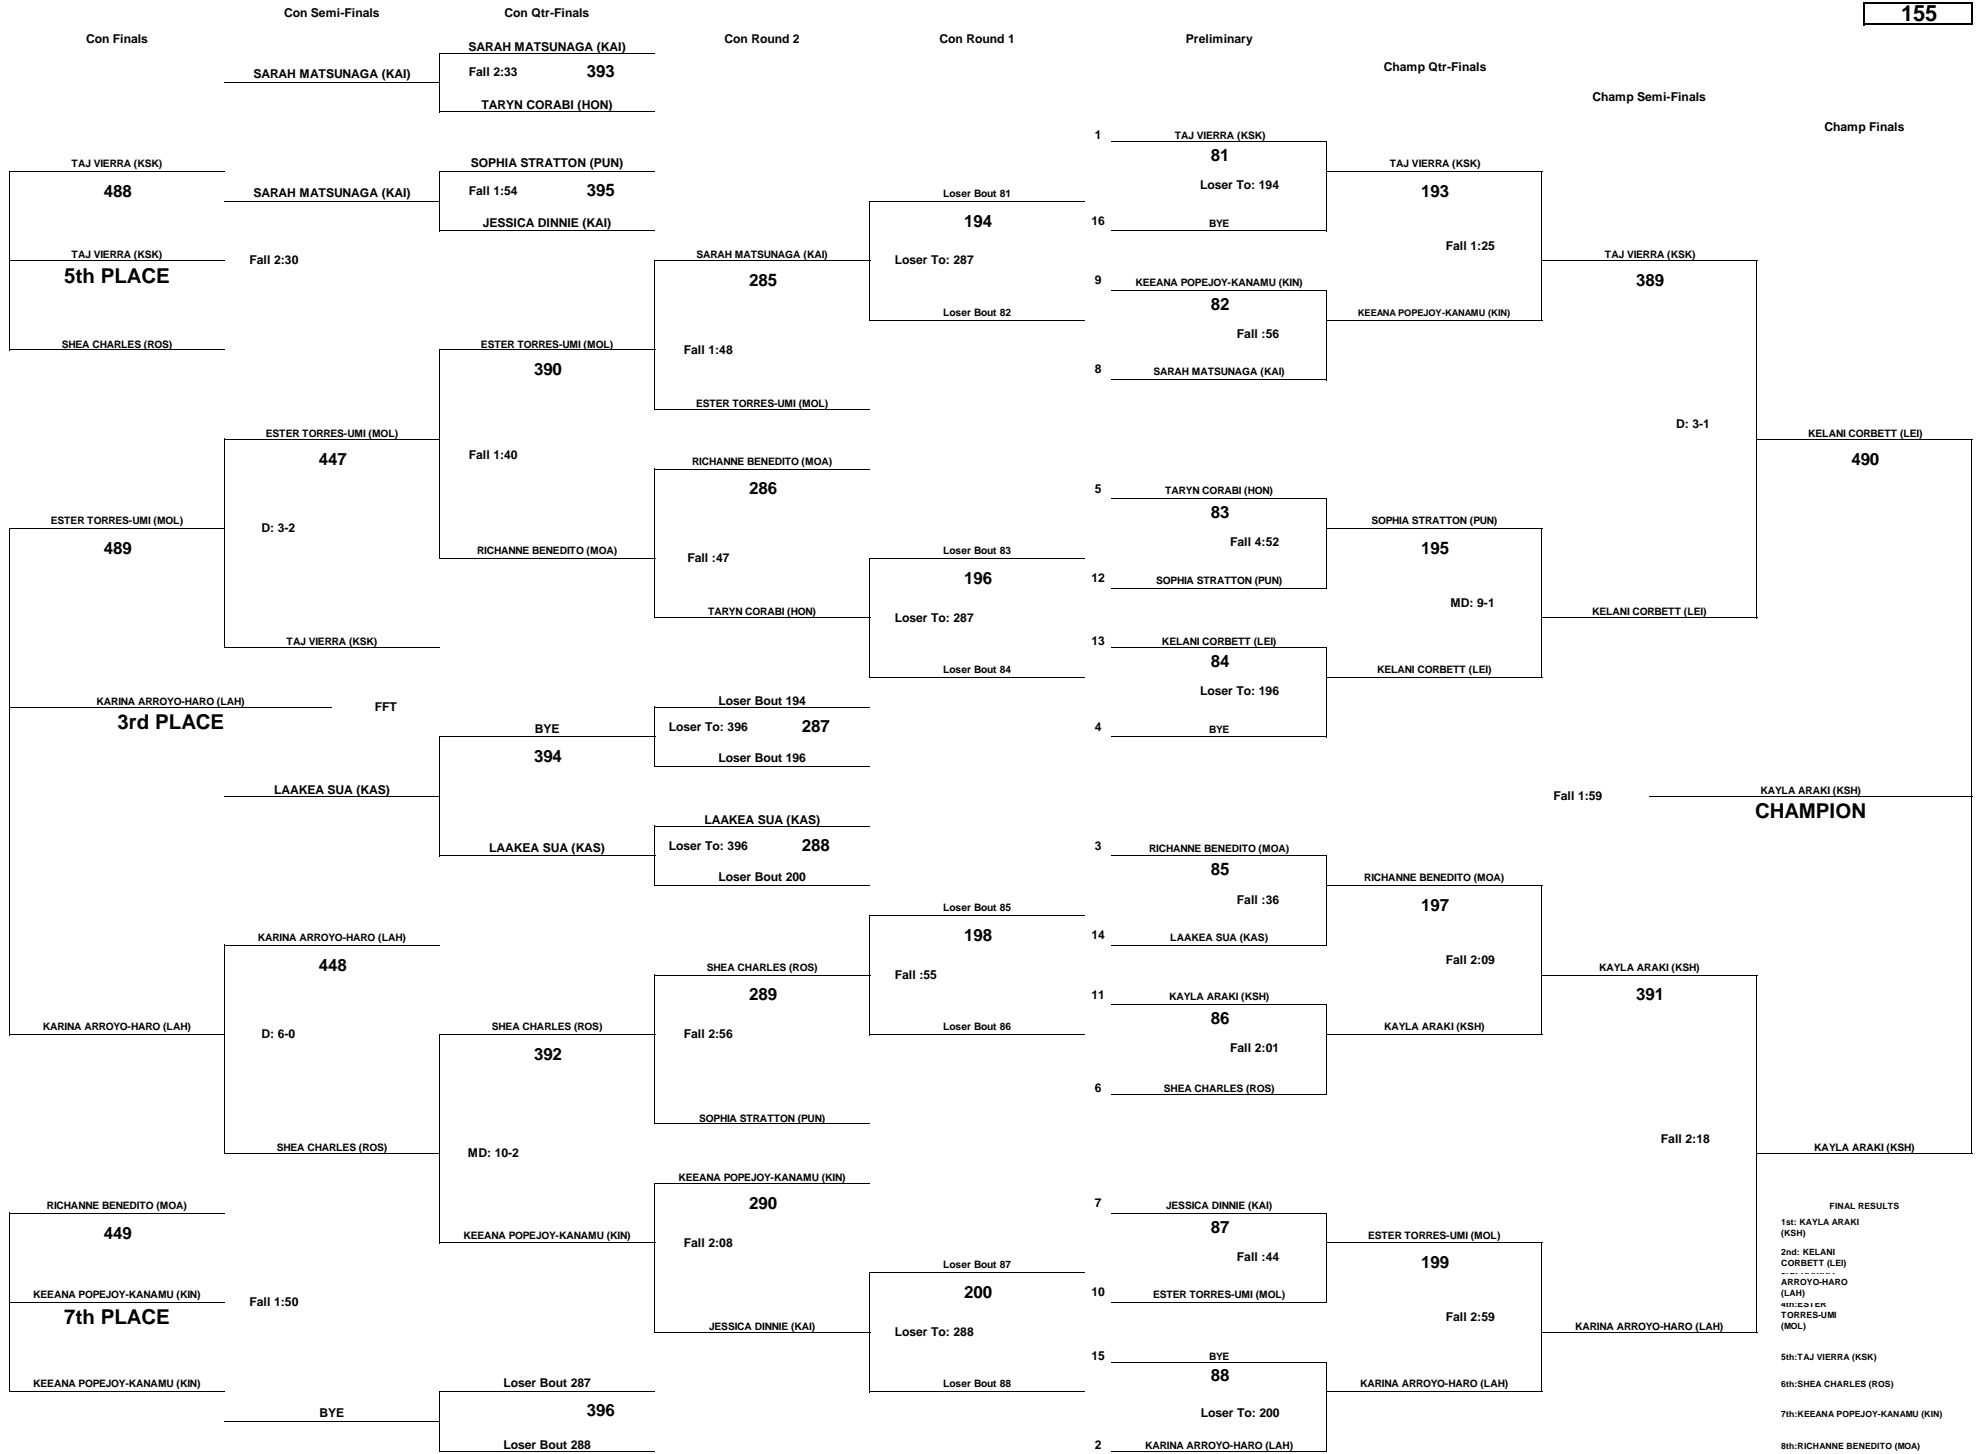 155
Con Semi-Finals
Con Qtr-Finals
Con Finals
Con Round 2
Con Round 1
Preliminary
Champ Qtr-Finals
Champ Semi-Finals
Champ Finals
SARAH MATSUNAGA (KAI)
Fall 2:33 393
SARAH MATSUNAGA (KAI)
TARYN CORABI (HON)
SOPHIA STRATTON (PUN)
Fall 1:54 395
SARAH MATSUNAGA (KAI)
JESSICA DINNIE (KAI)
TAJ VIERRA (KSK)
488
TAJ VIERRA (KSK)
5th PLACE
Fall 2:30
SHEA CHARLES (ROS)
ESTER TORRES-UMI (MOL)
390
Fall 1:40
RICHANNE BENEDITO (MOA)
ESTER TORRES-UMI (MOL)
447
D: 3-2
TAJ VIERRA (KSK)
ESTER TORRES-UMI (MOL)
489
KARINA ARROYO-HARO (LAH)
3rd PLACE
FFT
BYE
394
LAAKEA SUA (KAS)
LAAKEA SUA (KAS)
KARINA ARROYO-HARO (LAH)
448
D: 6-0
KARINA ARROYO-HARO (LAH)
SHEA CHARLES (ROS)
392
SHEA CHARLES (ROS)
MD: 10-2
KEEANA POPEJOY-KANAMU (KIN)
RICHANNE BENEDITO (MOA)
449
KEEANA POPEJOY-KANAMU (KIN)
7th PLACE
Fall 1:50
KEEANA POPEJOY-KANAMU (KIN)
Loser Bout 287
396
BYE
Loser Bout 288
SARAH MATSUNAGA (KAI)
285
Fall 1:48
ESTER TORRES-UMI (MOL)
RICHANNE BENEDITO (MOA)
286
Fall :47
TARYN CORABI (HON)
Loser Bout 194
Loser To: 396 287
Loser Bout 196
LAAKEA SUA (KAS)
Loser To: 396 288
Loser Bout 200
SHEA CHARLES (ROS)
289
Fall 2:56
SOPHIA STRATTON (PUN)
KEEANA POPEJOY-KANAMU (KIN)
290
Fall 2:08
JESSICA DINNIE (KAI)
Loser Bout 81
194
Loser To: 287
Loser Bout 82
Loser Bout 83
196
Loser To: 287
Loser Bout 84
Loser Bout 85
198
Fall :55
Loser Bout 86
Loser Bout 87
200
Loser To: 288
Loser Bout 88
1 TAJ VIERRA (KSK)
81
Loser To: 194
16 BYE
9 KEEANA POPEJOY-KANAMU (KIN)
82
Fall :56
8 SARAH MATSUNAGA (KAI)
5 TARYN CORABI (HON)
83
Fall 4:52
12 SOPHIA STRATTON (PUN)
13 KELANI CORBETT (LEI)
84
Loser To: 196
4 BYE
3 RICHANNE BENEDITO (MOA)
85
Fall :36
14 LAAKEA SUA (KAS)
11 KAYLA ARAKI (KSH)
86
Fall 2:01
6 SHEA CHARLES (ROS)
7 JESSICA DINNIE (KAI)
87
Fall :44
10 ESTER TORRES-UMI (MOL)
15 BYE
88
Loser To: 200
2 KARINA ARROYO-HARO (LAH)
TAJ VIERRA (KSK)
193
Fall 1:25
KEEANA POPEJOY-KANAMU (KIN)
SOPHIA STRATTON (PUN)
195
MD: 9-1
KELANI CORBETT (LEI)
RICHANNE BENEDITO (MOA)
197
Fall 2:09
KAYLA ARAKI (KSH)
ESTER TORRES-UMI (MOL)
199
Fall 2:59
KARINA ARROYO-HARO (LAH)
TAJ VIERRA (KSK)
389
D: 3-1
KELANI CORBETT (LEI)
KAYLA ARAKI (KSH)
391
Fall 2:18
KARINA ARROYO-HARO (LAH)
KELANI CORBETT (LEI)
490
Fall 1:59
KAYLA ARAKI (KSH)
CHAMPION
KAYLA ARAKI (KSH)
FINAL RESULTS
1st: KAYLA ARAKI
(KSH)
2nd: KELANI
CORBETT (LEI)
ARROYO-HARO
(LAH)
4th:ESTER
TORRES-UMI
(MOL)
5th:TAJ VIERRA (KSK)
6th:SHEA CHARLES (ROS)
7th:KEEANA POPEJOY-KANAMU (KIN)
8th:RICHANNE BENEDITO (MOA)